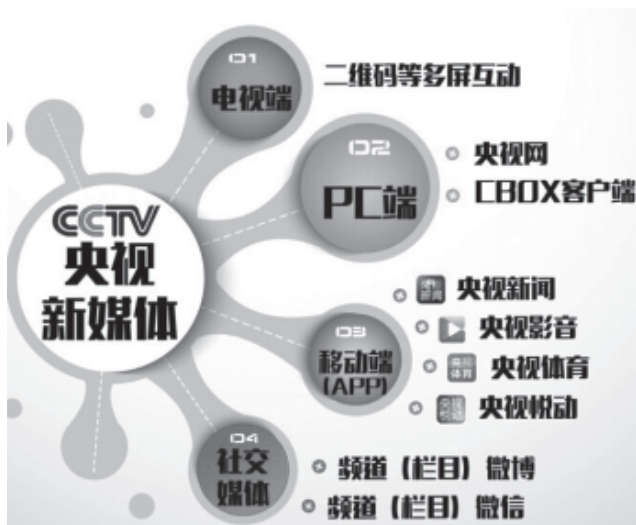 01
电视端
二维码等多屏互动
02
PC端
央视网
CBOX客户端
CCTV
央视
新媒体
03
移动端
(APP)
央视新闻
央视影音
央视体育
央视悦动
04
社交
媒体
频道（栏目）微博
频道（栏目）微信